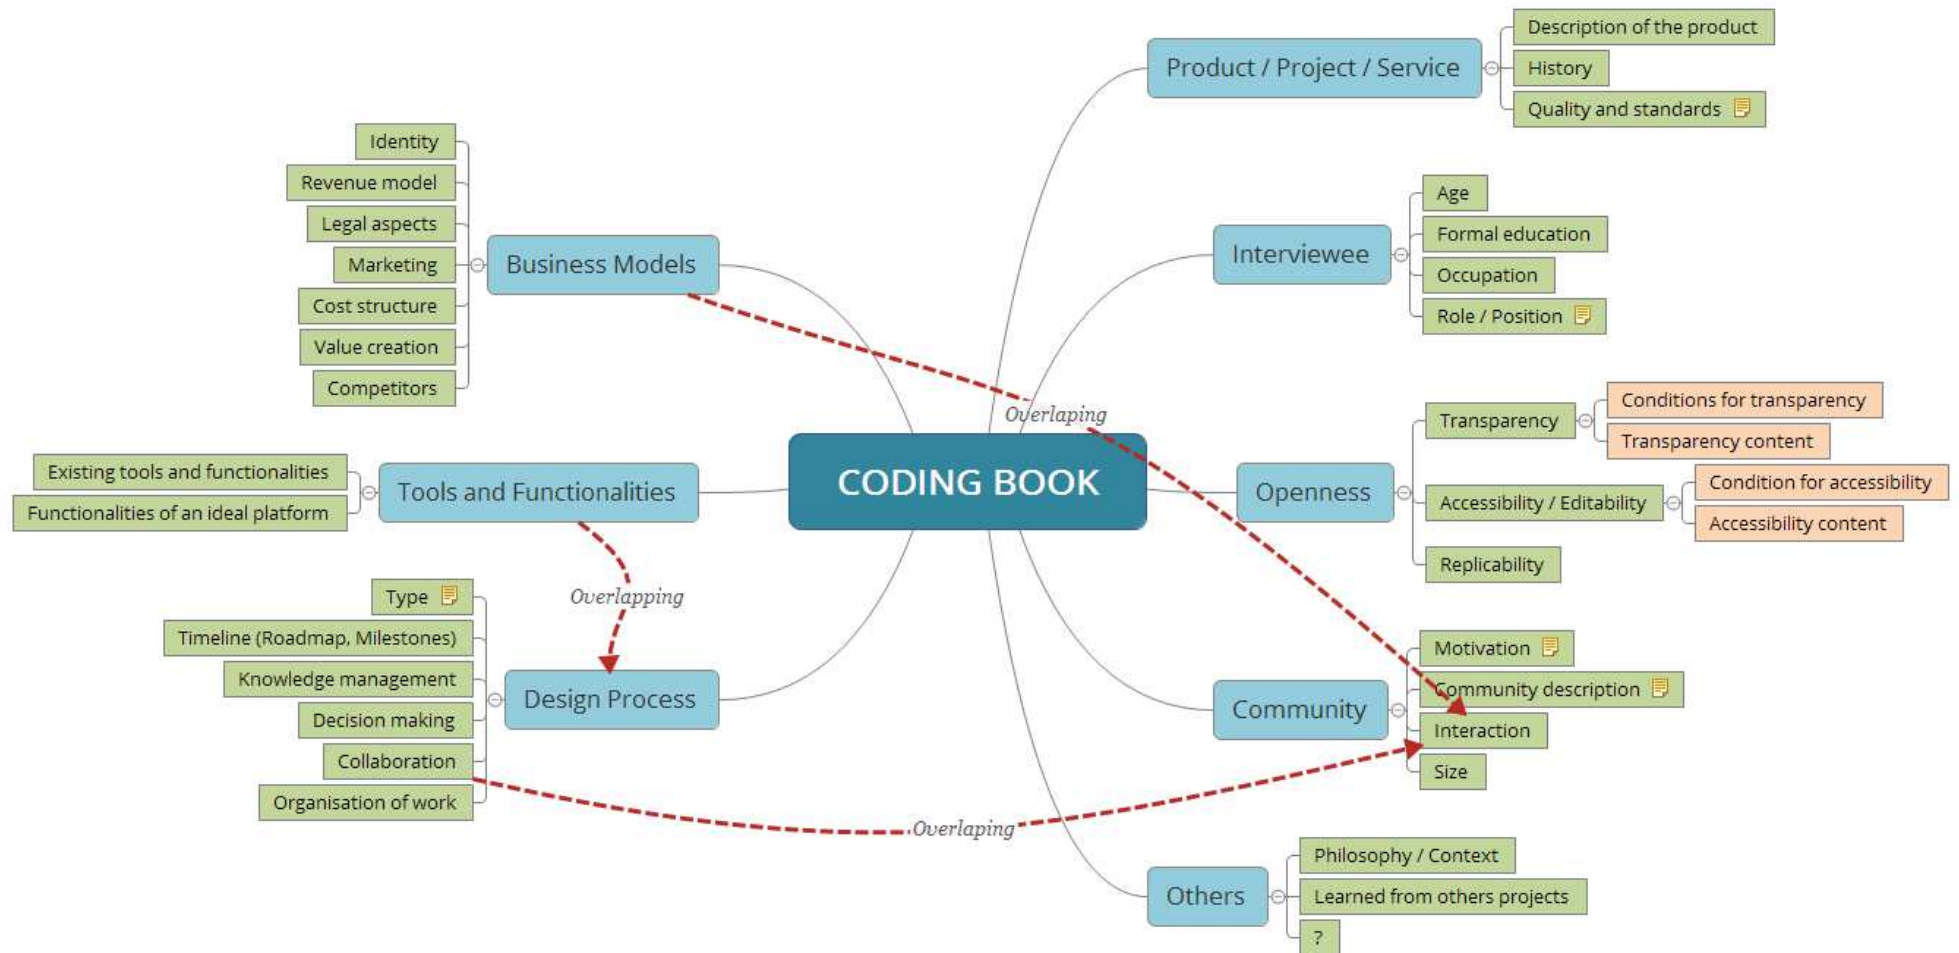 CODING BOOK
Product / Project / Service
Description of the product
History
Quality and standards
Interviewee
Age
Formal education
Occupation
Role / Position
Openness
Transparency
Conditions for transparency
Transparency content
Accessibility / Editability
Condition for accessibility
Accessibility content
Replicability
Community
Motivation
Community description
Interaction
Size
Others
Philosophy / Context
Learned from others projects
?
Business Models
Identity
Revenue model
Legal aspects
Marketing
Cost structure
Value creation
Competitors
Overlaping
Tools and Functionalities
Existing tools and functionalities
Functionalities of an ideal platform
Overlapping
Design Process
Type
Timeline (Roadmap, Milestones)
Knowledge management
Decision making
Collaboration
Organisation of work
Overlaping